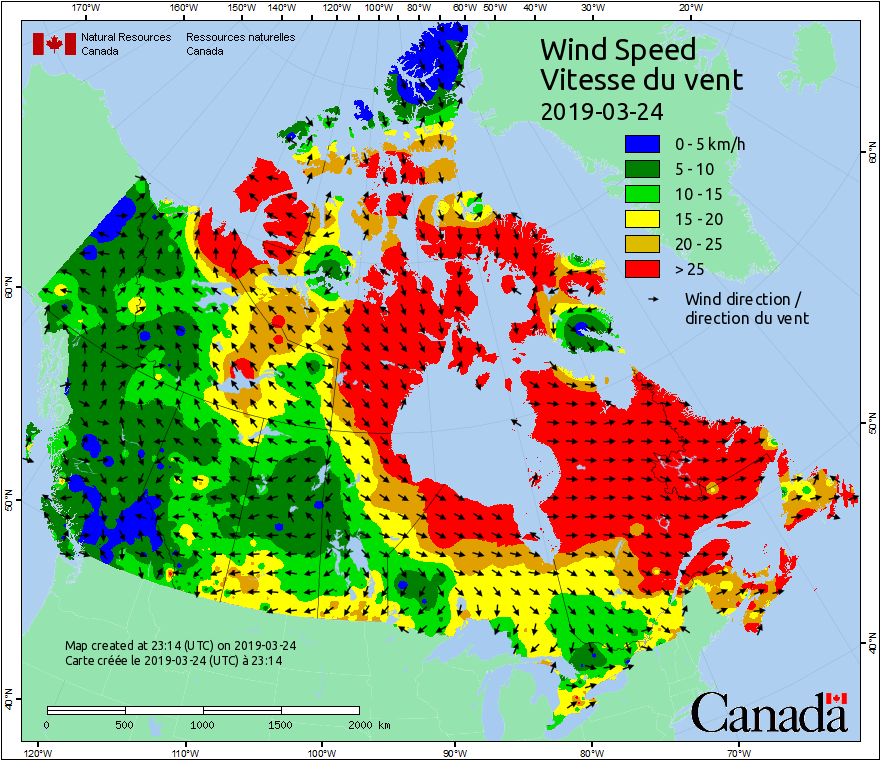 170°W 160°W 150°W 140°W 130°W 120°W 110°W 100°W 80°W 60°W 50°W 40°W 30°W 20°W
Natural Resources Canada
Ressources naturelles Canada
Wind Speed
Vitesse du vent
2019-03-24
0 - 5 km/h
5 - 10
10 - 15
15 - 20
20 - 25
> 25
Wind direction /
direction du vent
60°N
50°N
40°N
60°N
50°N
40°N
Map created at 23:14 (UTC) on 2019-03-24
Carte créée le 2019-03-24 (UTC) à 23:14
0 500 1000 1500 2000 km
Canada
120°W 110°W 100°W 90°W 80°W 70°W